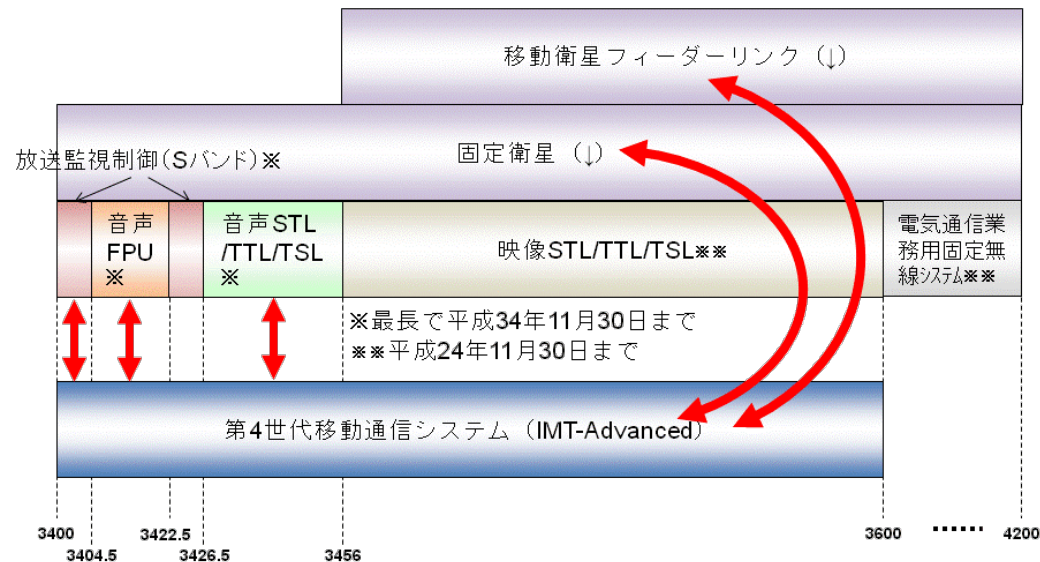 移動衛星フィーダーリンク（↓）
固定衛星（↓）
放送監視制御（Sバンド）※
音声
FPU
※
音声STL
/TTL/TSL
※
映像STL/TTL/TSL※※
電気通信業
務用固定無
線システム※※
※最長で平成34年11月30日まで
※※平成24年11月30日まで
第4世代移動通信システム（IMT-Advanced）
3400
3404.5
3422.5
3426.5
3456
3600
……
4200